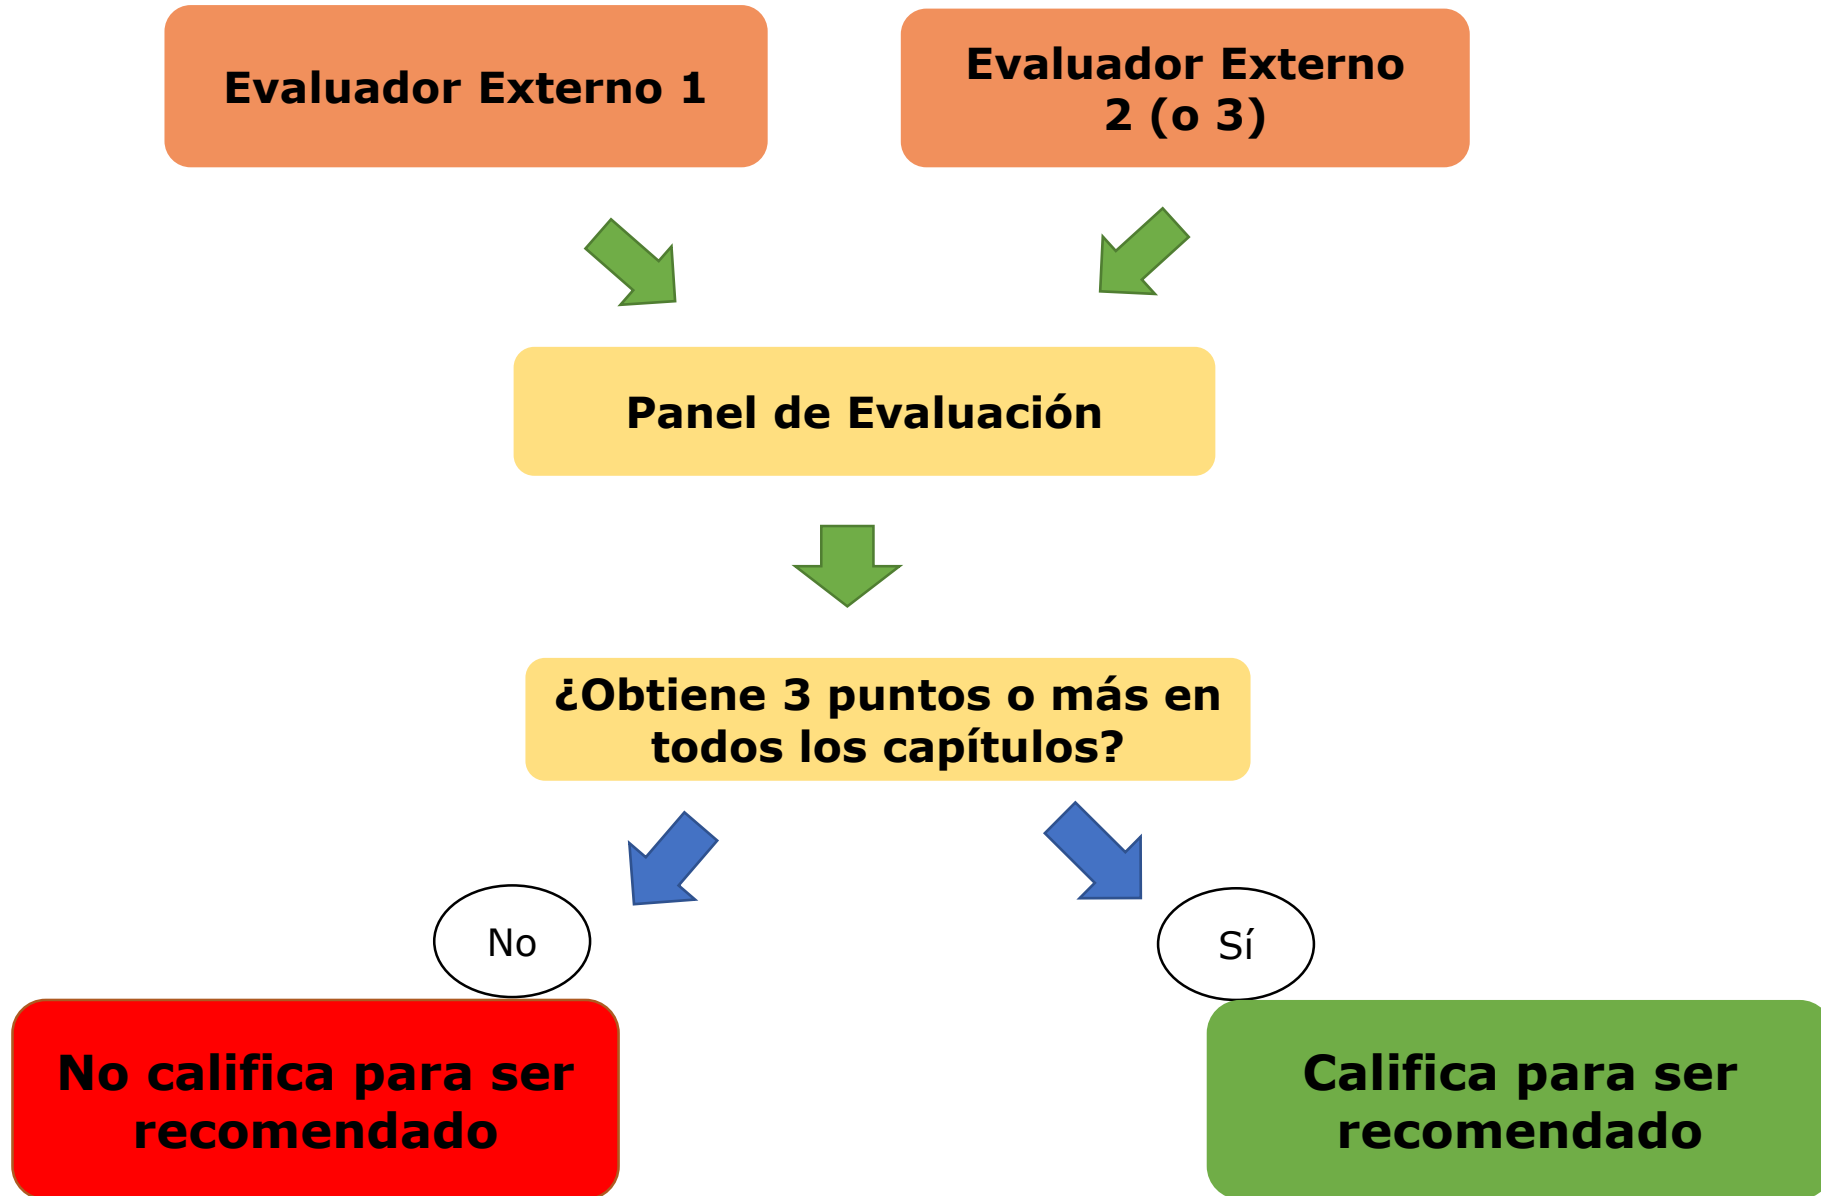 Evaluador Externo 1
Evaluador Externo
2 (o 3)
Panel de Evaluación
¿Obtiene 3 puntos o más en
todos los capítulos?
No
Sí
No califica para ser
recomendado
Califica para ser
recomendado